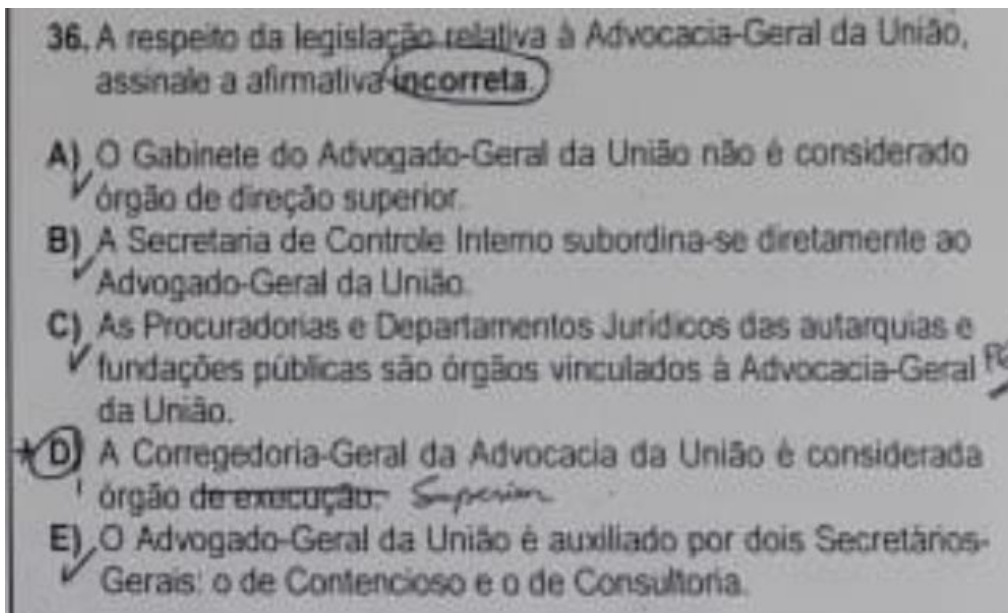 36. A respeito da legislação relativa à Advocacia-Geral da União,
assinale a afirmativa incorreta.
A) O Gabinete do Advogado-Geral da União não é considerado
órgão de direção superior.
B) A Secretaria de Controle Interno subordina-se diretamente ao
Advogado-Geral da União.
C) As Procuradorias e Departamentos Jurídicos das autarquias e
fundações públicas são órgãos vinculados à Advocacia-Geral
da União.
D) A Corregedoria-Geral da Advocacia da União é considerada
órgão de execução. Superior
E) O Advogado-Geral da União é auxiliado por dois Secretários-
Gerais: o de Contencioso e o de Consultoria.